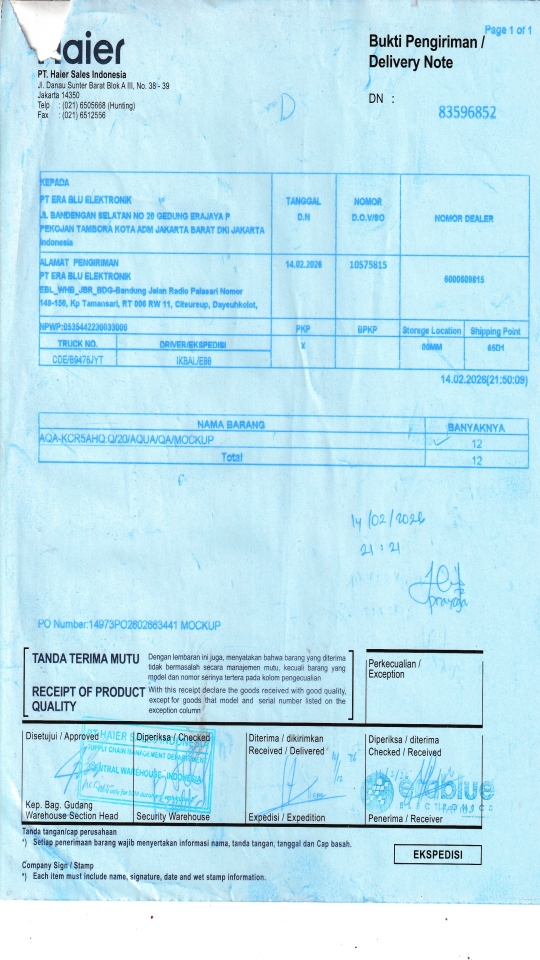 Haier
PT. Haier Sales Indonesia
Jl. Danau Sunter Barat Blok A III, No. 38 - 39
Jakarta 14350
Telp : (021) 6505668 (Hunting)
Fax : (021) 6512556
Page 1 of 1
Bukti Pengiriman /
Delivery Note
DN :
83596852
KEPADA
PT ERA BLU ELEKTRONIK
JL BANDENGAN SELATAN NO 20 GEDUNG ERAJAYA P
PEKOJAN TAMBORA KOTA ADM JAKARTA BARAT DKI JAKARTA
Indonesia
TANGGAL
D.N
NOMOR
D.O.V/SO
NOMOR DEALER
ALAMAT PENGIRIMAN
PT ERA BLU ELEKTRONIK
EBL_WHB_JBR_BDG-Bandung Jalan Radio Palasari Nomor
149-156, Kp Tamansari, RT 006 RW 11, Citeureup, Dayeuhkolot,
14.02.2026
10575815
NPWP:0535442230033000
PKP
BPKP
Storage Location
Shipping Point
TRUCK NO.
DRIVER/EKSPEDISI
X
CDE/B9476JYT
14.02.2026(21:50:09)
NAMA BARANG
BANYAKNYA
AQA-KCR5AHQ:Q/20/AQUA/QA/MOCKUP
12
Total
12
14/02/2026
21:21
prayoga
PO Number:14973PO2602663441 MOCKUP
TANDA TERIMA MUTU
Dengan lembaran ini juga, menyatakan bahwa barang yang diterima
tidak bermasalah secara manajemen mutu, kecuali barang yang
model dan nomor serinya tertera pada kolom pengecualian
RECEIPT OF PRODUCT
QUALITY
With this receipt declare the goods received with good quality,
except for goods that model and serial number listed on the
exception column
Perkecualian /
Exception
Disetujui / Approved
Diperiksa / Checked
Diterima / dikirimkan
Received / Delivered
Diperiksa / diterima
Checked / Received
PT HAIER SALES INDONESIA
SUPPLY CHAIN MANAGEMENT DEPARTMENT
CENTRAL WAREHOUSE - INDONESIA
erablue
ELECTRONICS
Kep. Bag. Gudang
Warehouse Section Head
Security Warehouse
Expedisi / Expedition
Penerima / Receiver
Tanda tangan/cap perusahaan
*) Setiap penerimaan barang wajib menyertakan informasi nama, tanda tangan, tanggal dan Cap basah.
EKSPEDISI
Company Sign / Stamp
*) Each item must include name, signature, date and wet stamp information.